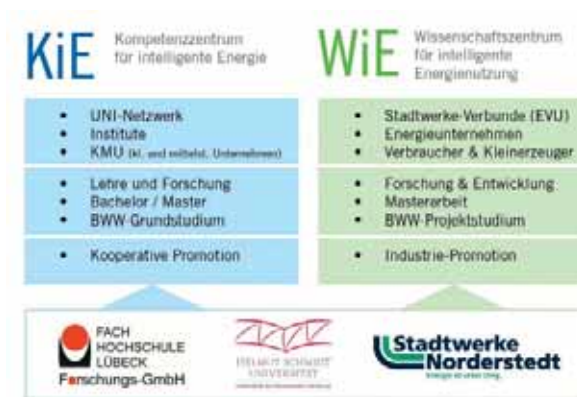 KiE
Kompetenzzentrum
für intelligente Energie
• UNI-Netzwerk
• Institute
• KMU (kl. und mittelst. Unternehmen)
• Lehre und Forschung
• Bachelor / Master
• BWW-Grundstudium
• Kooperative Promotion
WiE
Wissenschaftszentrum
für intelligente
Energienutzung
• Stadtwerke-Verbunde (EVU)
• Energieunternehmen
• Verbraucher & Kleinerzeuger
• Forschung & Entwicklung
• Masterarbeit
• BWW-Projektstudium
• Industrie-Promotion
FACH
HOCHSCHULE
LÜBECK
Forschungs-GmbH
HELMUT SCHMIDT
UNIVERSITÄT
Stadtwerke
Norderstedt